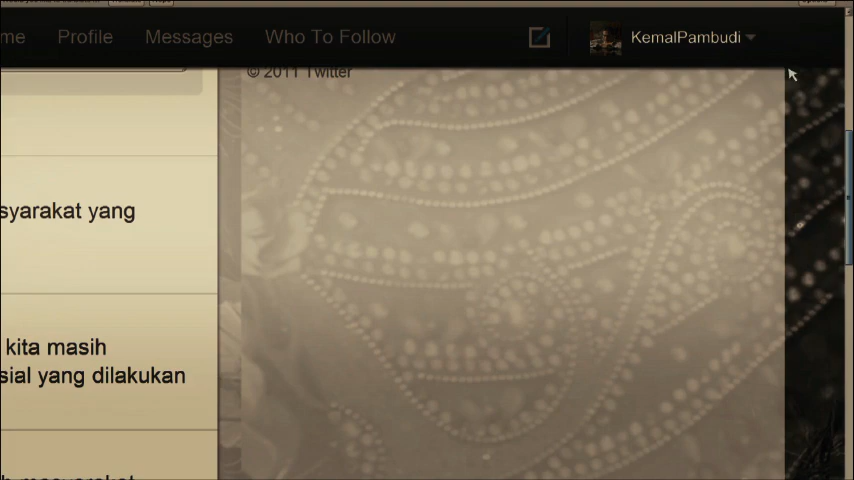 me Profile Messages Who To Follow KemalPambudi
© 2011 Twitter
syarakat yang
kita masih
sial yang dilakukan